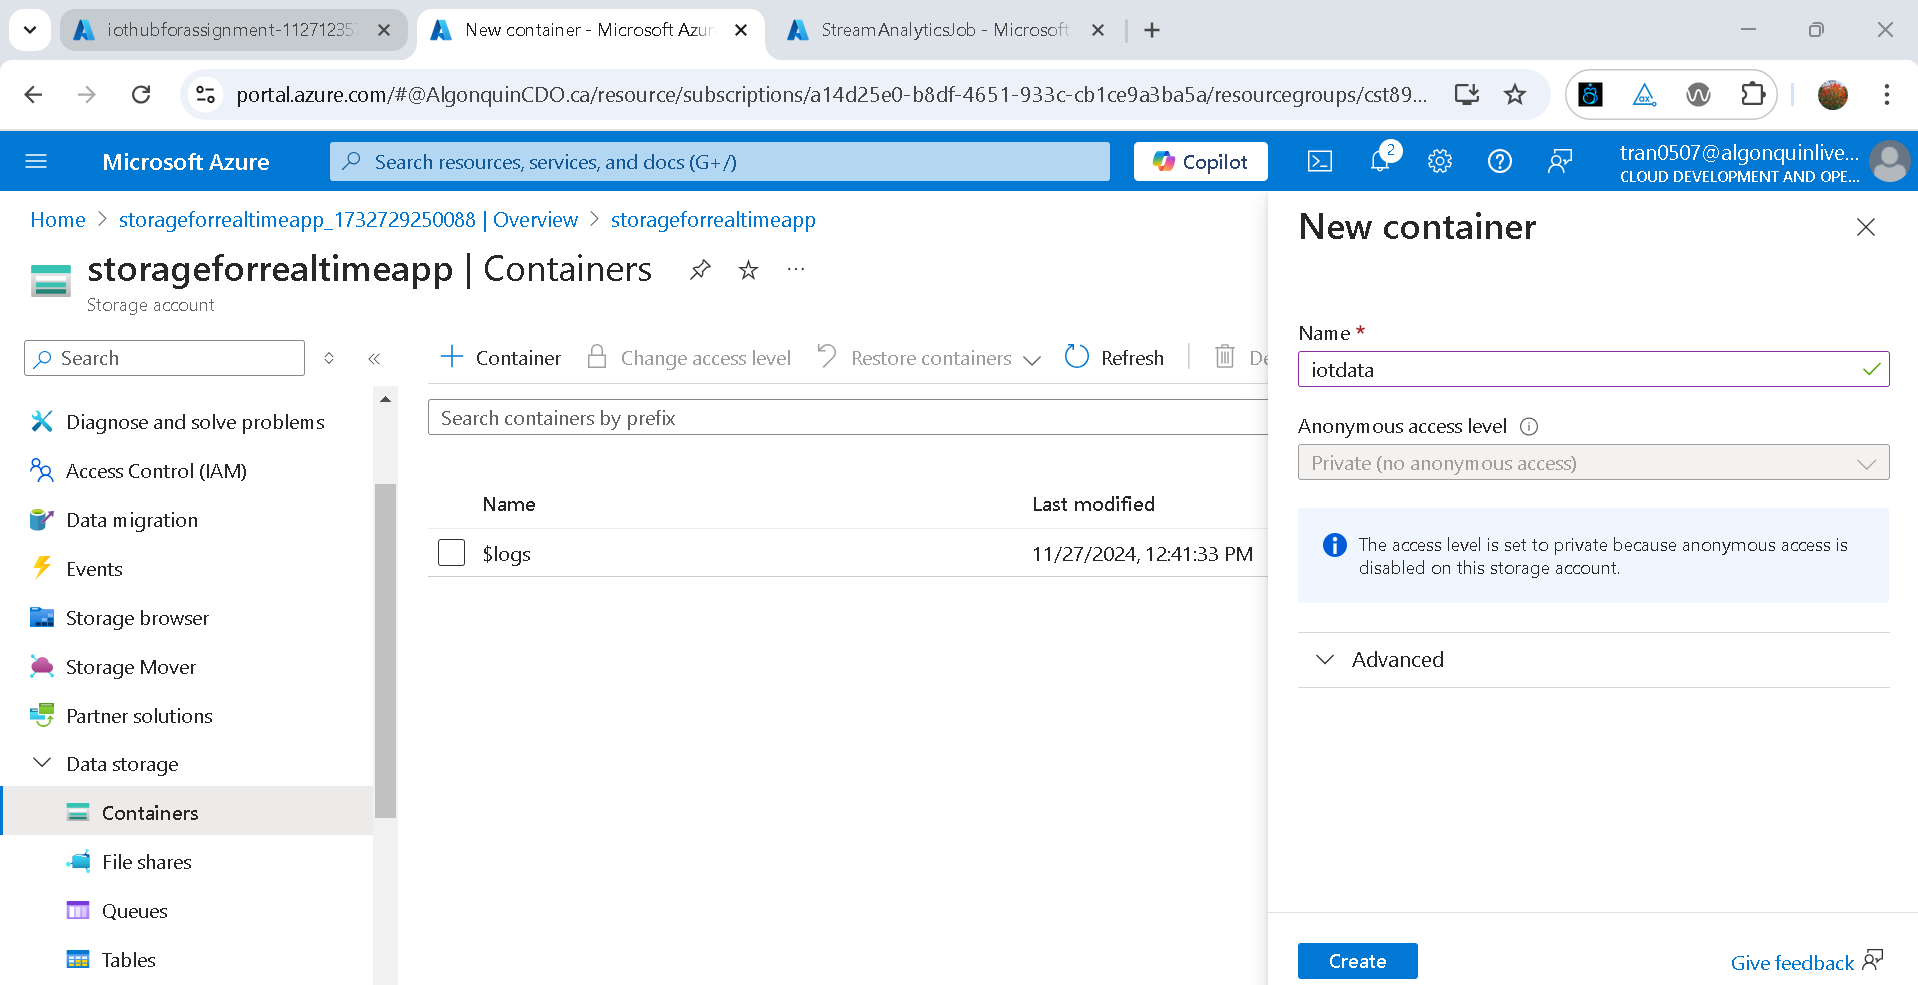 iothubforassignment-112712357
New container - Microsoft Azur
StreamAnalyticsJob - Microsoft
portal.azure.com/#@AlgonquinCDO.ca/resource/subscriptions/a14d25e0-b8df-4651-933c-cb1ce9a3ba5a/resourcegroups/cst89...
Microsoft Azure
Search resources, services, and docs (G+/)
Copilot
2
tran0507@algonquinlive...
CLOUD DEVELOPMENT AND OPE...
Home > storageforrealtimeapp_1732729250088 | Overview > storageforrealtimeapp
storageforrealtimeapp | Containers
Storage account
Search
Diagnose and solve problems
Access Control (IAM)
Data migration
Events
Storage browser
Storage Mover
Partner solutions
Data storage
Containers
File shares
Queues
Tables
Container
Change access level
Restore containers
Refresh
De
Search containers by prefix
Name
Last modified
$logs
11/27/2024, 12:41:33 PM
New container
Name *
iotdata
Anonymous access level
Private (no anonymous access)
The access level is set to private because anonymous access is
disabled on this storage account.
Advanced
Create
Give feedback